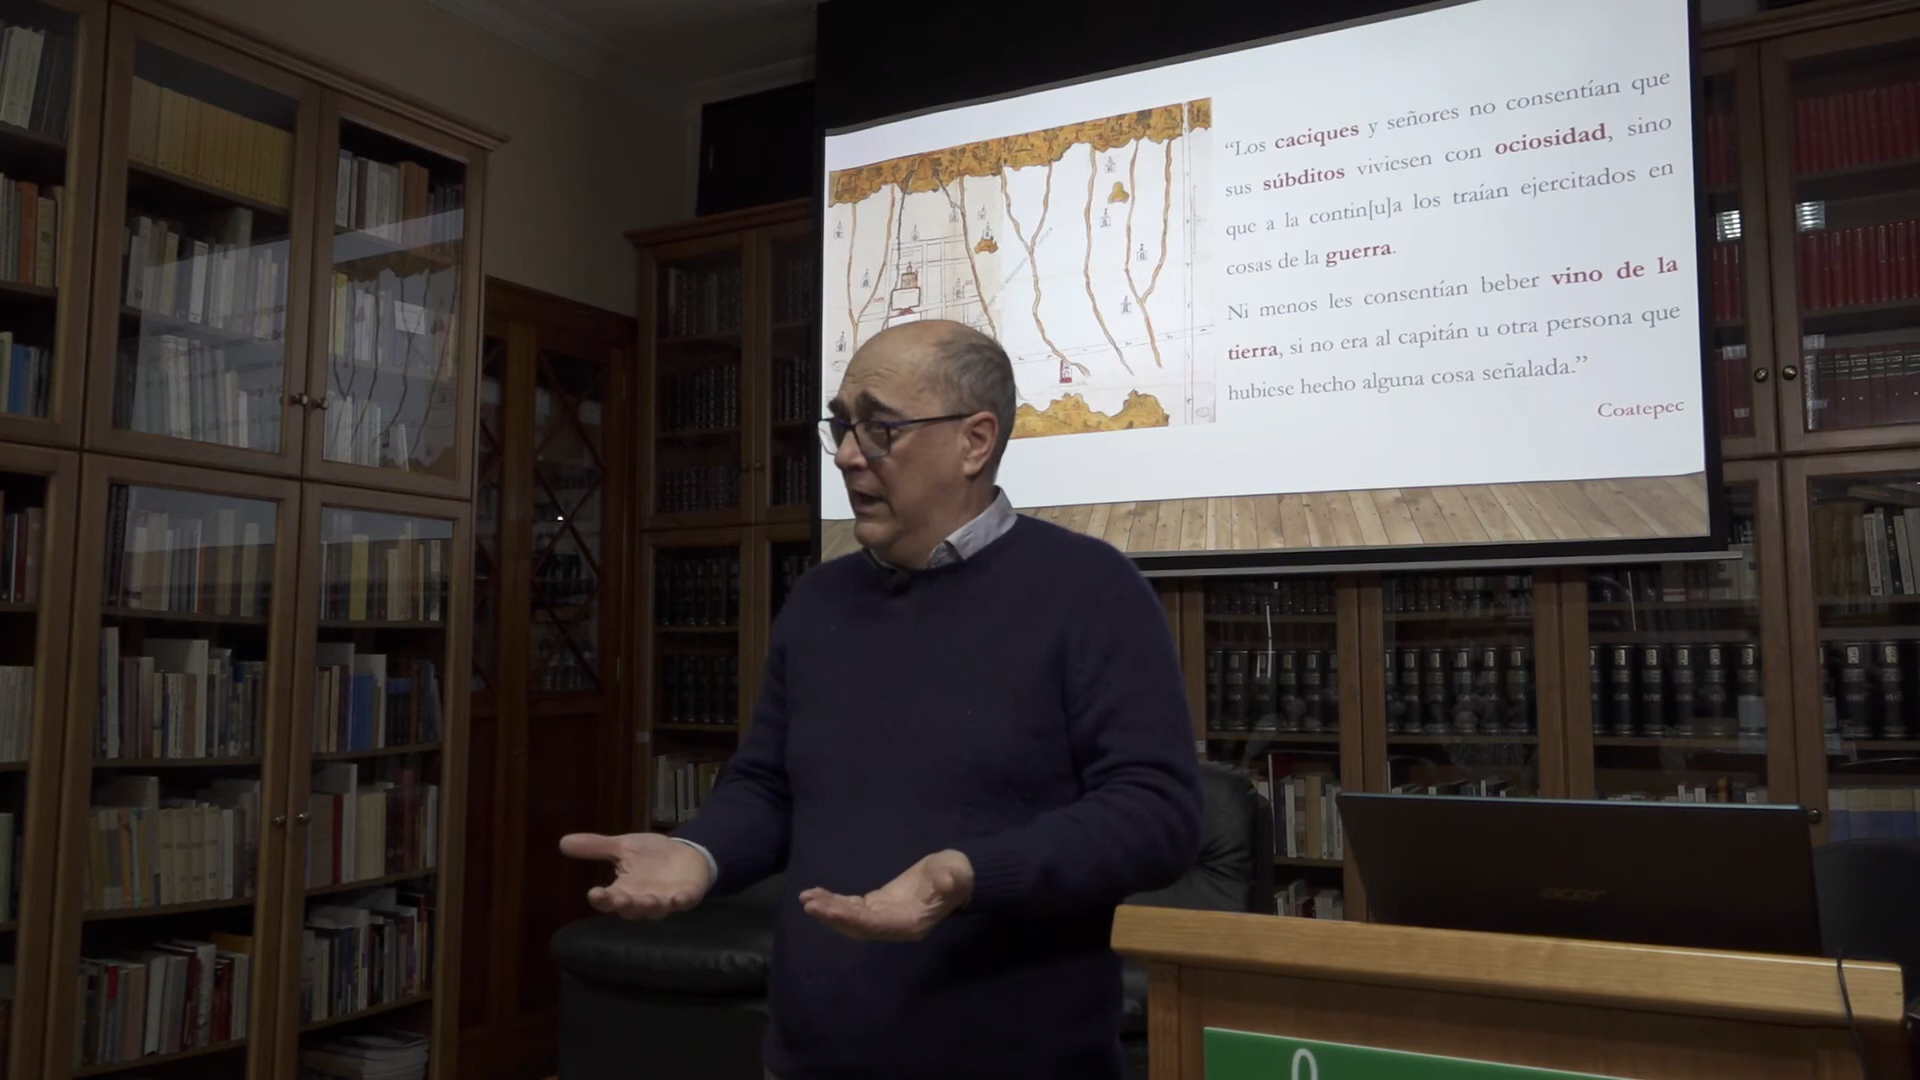 “Los caciques y señores no consentían que
sus súbditos viviesen con ociosidad, sino
que a la contin[u]a los traían ejercitados en
cosas de la guerra.
Ni menos les consentían beber vino de la
tierra, si no era al capitán u otra persona que
hubiese hecho alguna cosa señalada.”
Coatepec
acer